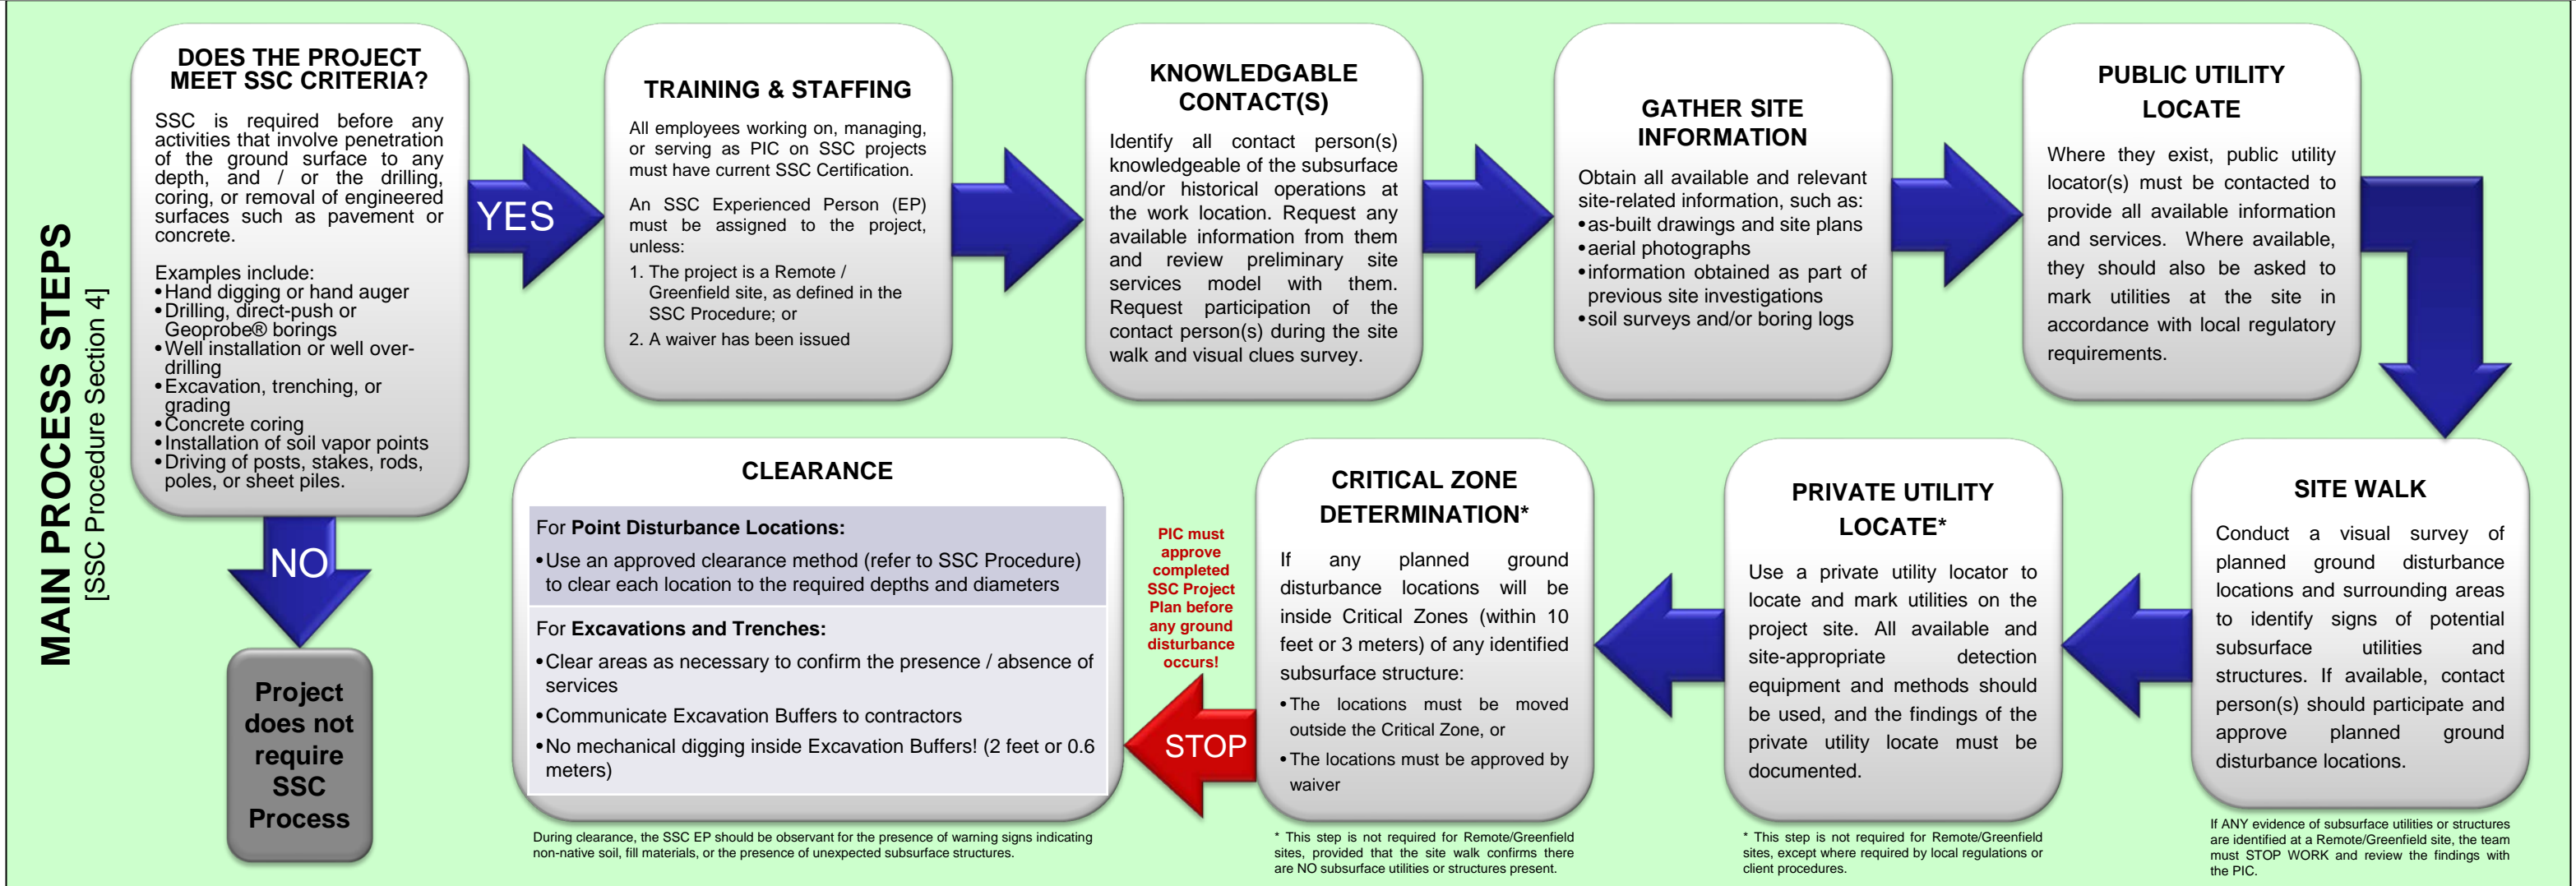 MAIN PROCESS STEPS
[SSC Procedure Section 4]
DOES THE PROJECT
MEET SSC CRITERIA?
SSC is required before any
activities that involve penetration
of the ground surface to any
depth, and / or the drilling,
coring, or removal of engineered
surfaces such as pavement or
concrete.
Examples include:
•Hand digging or hand auger
•Drilling, direct-push or
Geoprobe® borings
•Well installation or well over-
drilling
•Excavation, trenching, or
grading
•Concrete coring
•Installation of soil vapor points
•Driving of posts, stakes, rods,
poles, or sheet piles.
YES
NO
Project
does not
require
SSC
Process
TRAINING & STAFFING
All employees working on, managing,
or serving as PIC on SSC projects
must have current SSC Certification.
An SSC Experienced Person (EP)
must be assigned to the project,
unless:
1. The project is a Remote /
Greenfield site, as defined in the
SSC Procedure; or
2. A waiver has been issued
KNOWLEDGABLE
CONTACT(S)
Identify all contact person(s)
knowledgeable of the subsurface
and/or historical operations at
the work location. Request any
available information from them
and review preliminary site
services model with them.
Request participation of the
contact person(s) during the site
walk and visual clues survey.
GATHER SITE
INFORMATION
Obtain all available and relevant
site-related information, such as:
•as-built drawings and site plans
•aerial photographs
•information obtained as part of
previous site investigations
•soil surveys and/or boring logs
PUBLIC UTILITY
LOCATE
Where they exist, public utility
locator(s) must be contacted to
provide all available information
and services. Where available,
they should also be asked to
mark utilities at the site in
accordance with local regulatory
requirements.
SITE WALK
Conduct a visual survey of
planned ground disturbance
locations and surrounding areas
to identify signs of potential
subsurface utilities and
structures. If available, contact
person(s) should participate and
approve planned ground
disturbance locations.
If ANY evidence of subsurface utilities or structures
are identified at a Remote/Greenfield site, the team
must STOP WORK and review the findings with
the PIC.
PRIVATE UTILITY
LOCATE*
Use a private utility locator to
locate and mark utilities on the
project site. All available and
site-appropriate detection
equipment and methods should
be used, and the findings of the
private utility locate must be
documented.
* This step is not required for Remote/Greenfield
sites, except where required by local regulations or
client procedures.
CRITICAL ZONE
DETERMINATION*
If any planned ground
disturbance locations will be
inside Critical Zones (within 10
feet or 3 meters) of any identified
subsurface structure:
•The locations must be moved
outside the Critical Zone, or
•The locations must be approved by
waiver
* This step is not required for Remote/Greenfield
sites, provided that the site walk confirms there
are NO subsurface utilities or structures present.
PIC must
approve
completed
SSC Project
Plan before
any ground
disturbance
occurs!
STOP
CLEARANCE
For Point Disturbance Locations:
•Use an approved clearance method (refer to SSC Procedure)
to clear each location to the required depths and diameters
For Excavations and Trenches:
•Clear areas as necessary to confirm the presence / absence of
services
•Communicate Excavation Buffers to contractors
•No mechanical digging inside Excavation Buffers! (2 feet or 0.6
meters)
During clearance, the SSC EP should be observant for the presence of warning signs indicating
non-native soil, fill materials, or the presence of unexpected subsurface structures.